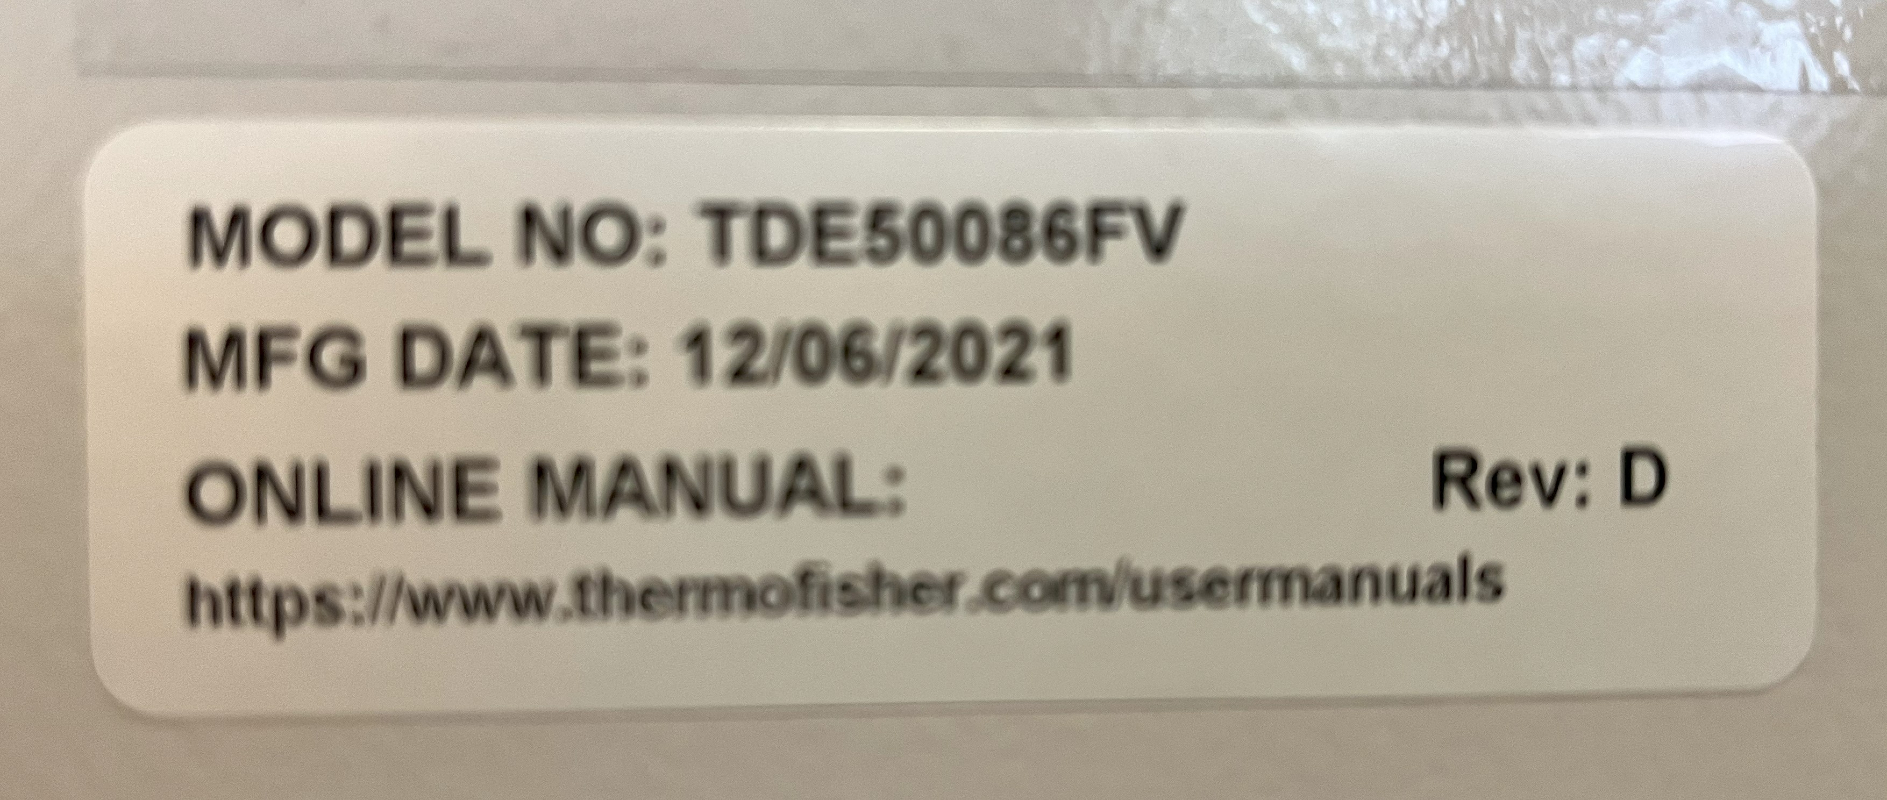 MODEL NO: TDE50086FV
MFG DATE: 12/06/2021
ONLINE MANUAL: Rev: D
https://www.thermofisher.com/usermanuals